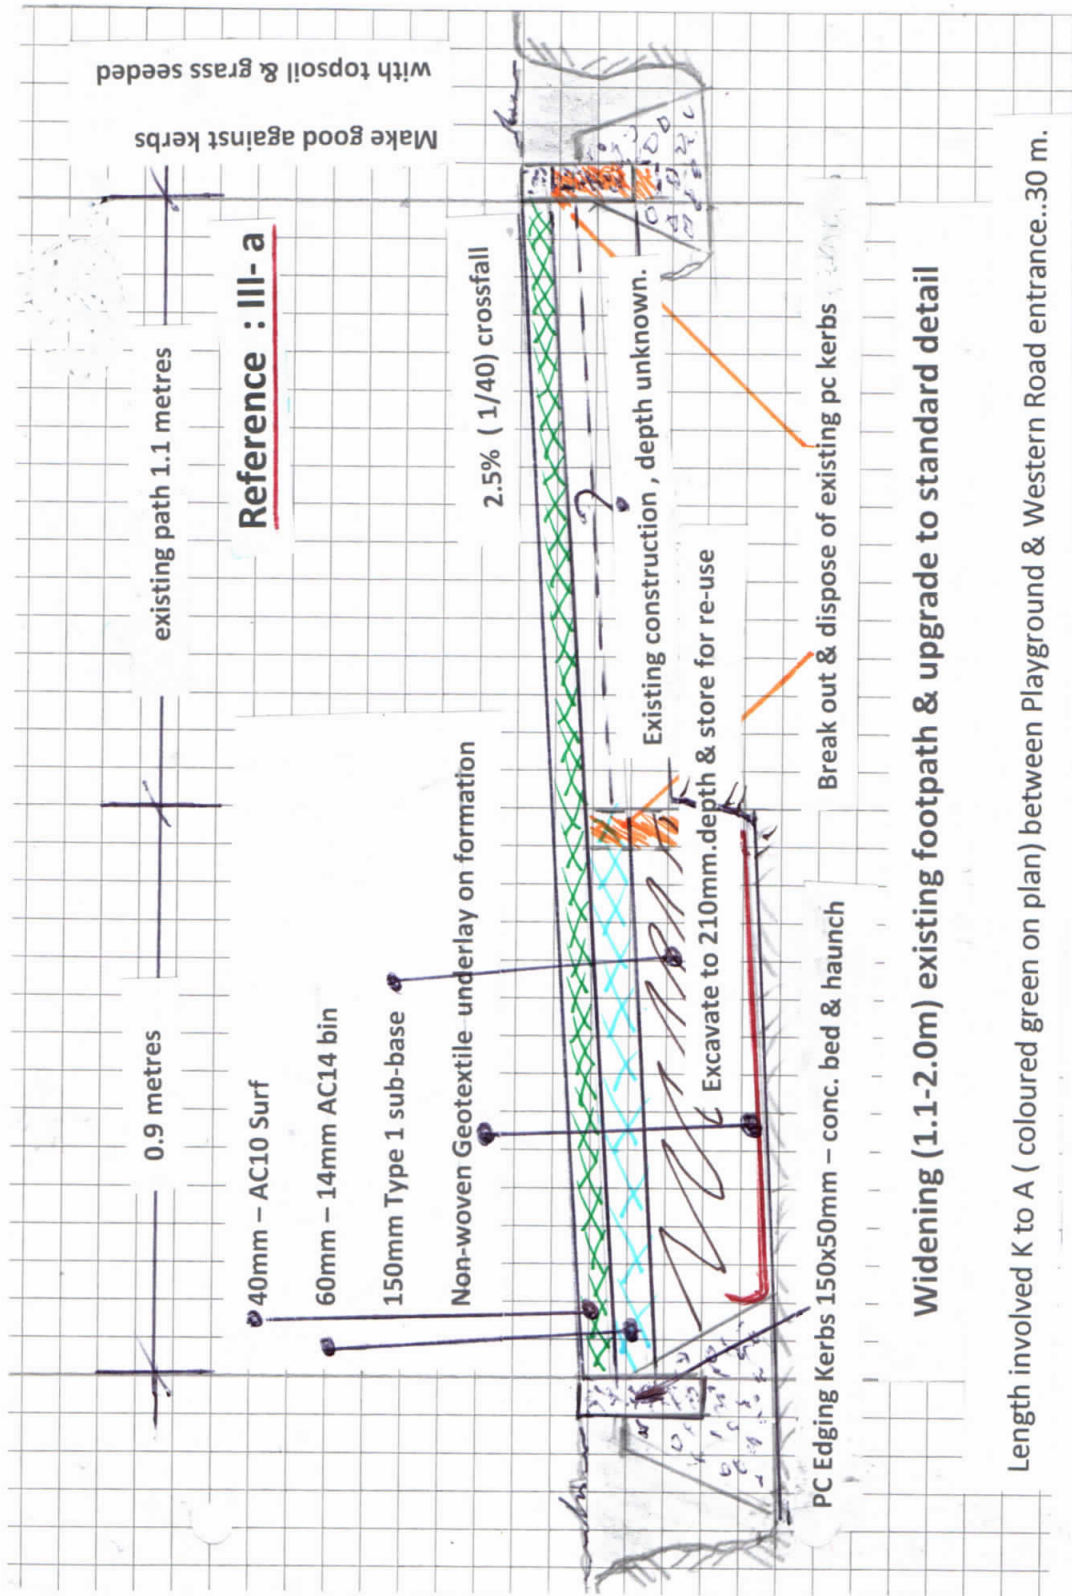 0.9 metres
existing path 1.1 metres
Make good against kerbs
with topsoil & grass seeded
Reference : III- a
40mm – AC10 Surf
60mm – 14mm AC14 bin
150mm Type 1 sub-base
Non-woven Geotextile underlay on formation
2.5% ( 1/40) crossfall
?
Existing construction , depth unknown.
Excavate to 210mm.depth & store for re-use
PC Edging Kerbs 150x50mm – conc. bed & haunch
Break out & dispose of existing pc kerbs
Widening (1.1-2.0m) existing footpath & upgrade to standard detail
Length involved K to A ( coloured green on plan) between Playground & Western Road entrance..30 m.